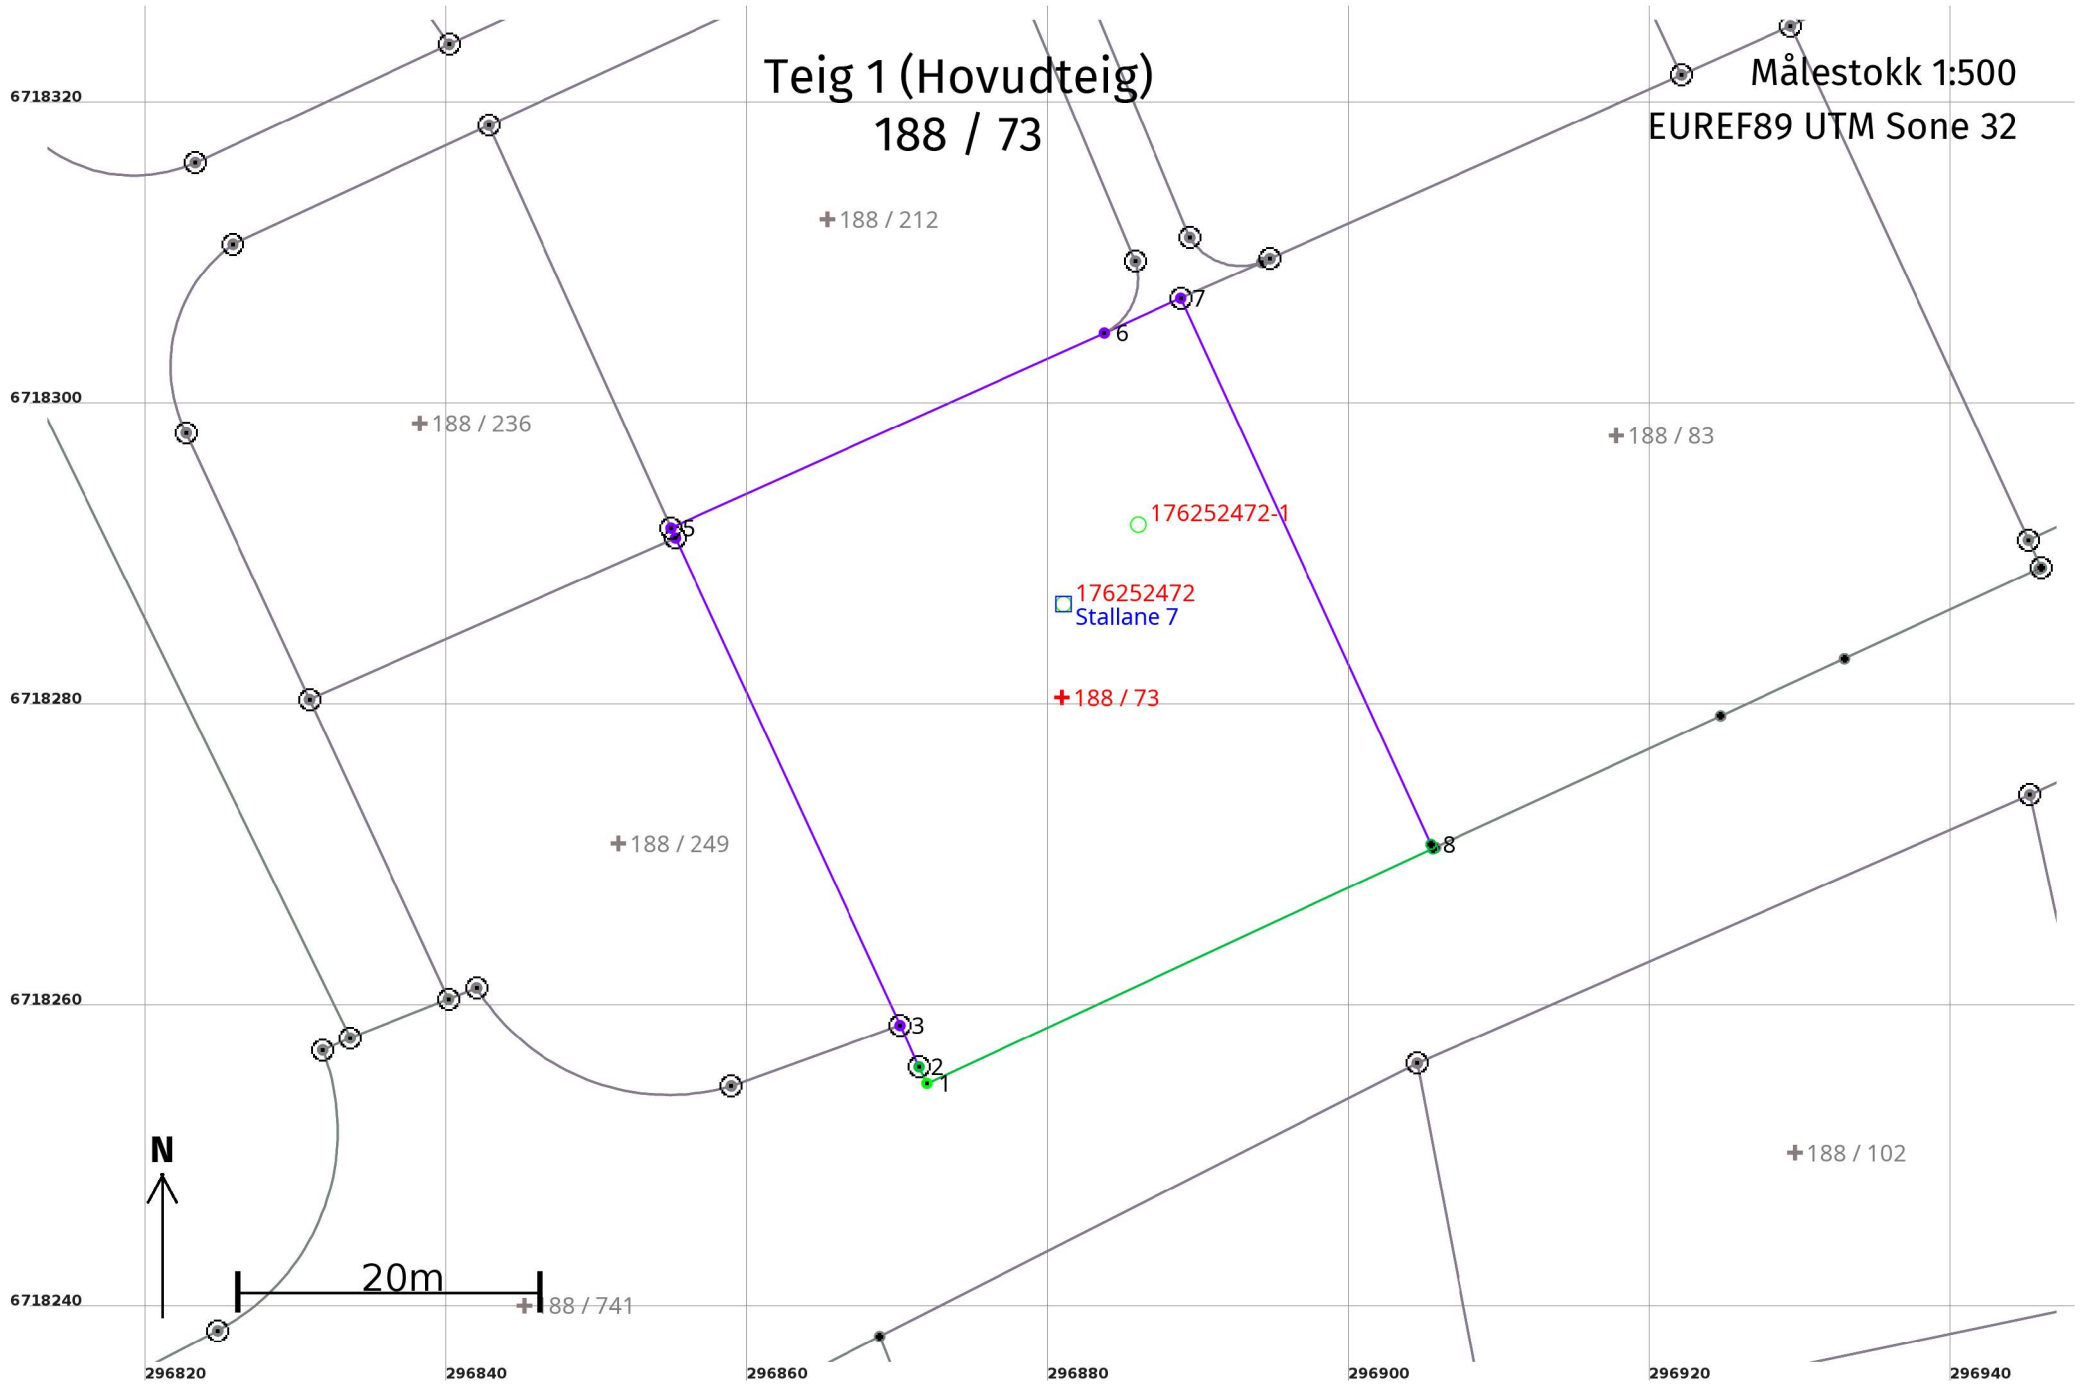 Teig 1 (Hovudteig)
188 / 73
Målestokk 1:500
EUREF89 UTM Sone 32
6718320
188 / 212
7
6
6718300
188 / 236
188 / 83
176252472-1
5
176252472
Stallane 7
6718280
188 / 73
188 / 249
8
6718260
3
2
1
N
188 / 102
20m
6718240
88 / 741
296820
296840
296860
296880
296900
296920
296940